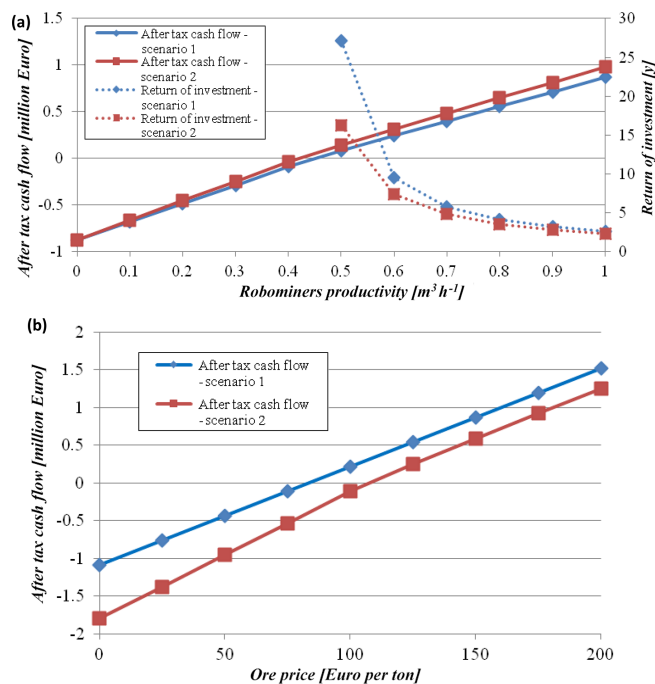 (a)
After tax cash flow [million Euro]
1.5
1
0.5
0
-0.5
-1
After tax cash flow -
scenario 1
After tax cash flow -
scenario 2
Return of investment -
scenario 1
Return of investment -
scenario 2
30
25
20
15
10
5
0
Return of investment [y]
0 0.1 0.2 0.3 0.4 0.5 0.6 0.7 0.8 0.9 1
Robominers productivity [m³ h⁻¹]
(b)
After tax cash flow [million Euro]
2
1.5
1
0.5
0
-0.5
-1
-1.5
-2
After tax cash flow
-scenario 1
After tax cash flow
-scenario 2
0 50 100 150 200
Ore price [Euro per ton]